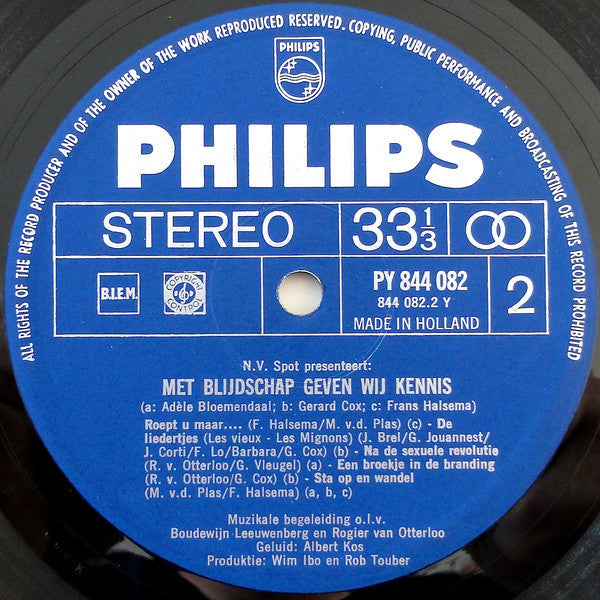 ALL RIGHTS OF THE RECORD PRODUCER AND OF THE OWNER OF THE WORK REPRODUCED RESERVED. COPYING, PUBLIC PERFORMANCE AND BROADCASTING OF THIS RECORD PROHIBITED
PHILIPS
PHILIPS
STEREO 33 1/3
B.I.E.M. COPYRIGHT CONTROL PY 844 082 2
844 082.2 Y
MADE IN HOLLAND
N.V. Spot presenteert:
MET BLIJDSCHAP GEVEN WIJ KENNIS
(a: Adèle Bloemendaal; b: Gerard Cox; c: Frans Halsema)
Roept u maar.... (F. Halsema/M. v.d. Plas) (c) - De
liedertjes (Les vieux - Les Mignons) (J. Brel/G. Jouannest/
J. Corti/F. Lo/Barbara/G. Cox) (b) - Na de sexuele revolutie
(R. v. Otterloo/G. Vleugel) (a) - Een broekje in de branding
(R. v. Otterloo/G. Cox) (b) - Sta op en wandel
(M. v.d. Plas/F. Halsema) (a, b, c)
Muzikale begeleiding o.l.v.
Boudewijn Leeuwenberg en Rogier van Otterloo
Geluid: Albert Kos
Produktie: Wim Ibo en Rob Touber